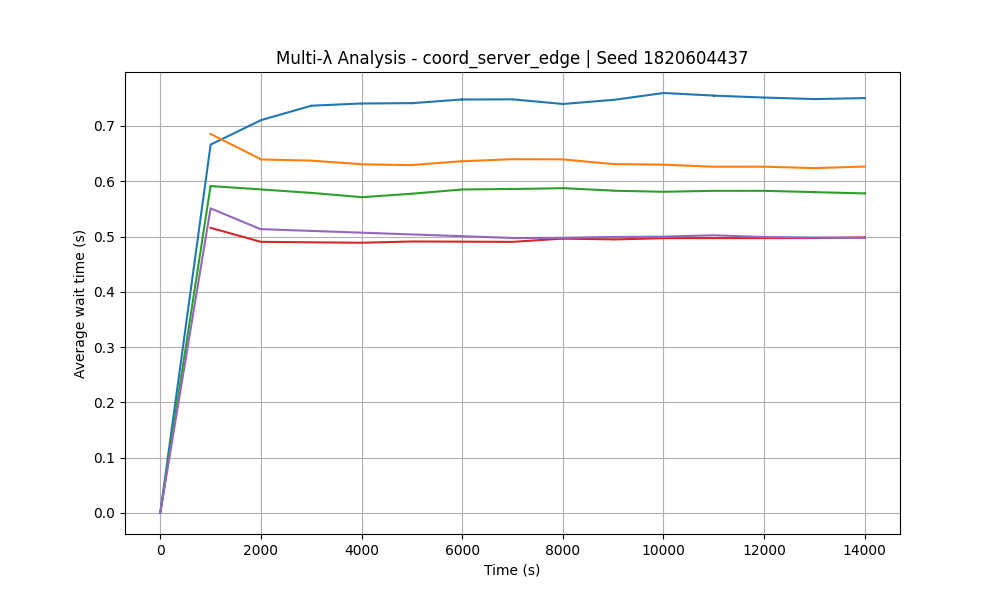 Multi-λ Analysis - coord_server_edge | Seed 1820604437
0.7
0.6
0.5
0.4
0.3
0.2
0.1
0.0
Average wait time (s)
0 2000 4000 6000 8000 10000 12000 14000
Time (s)